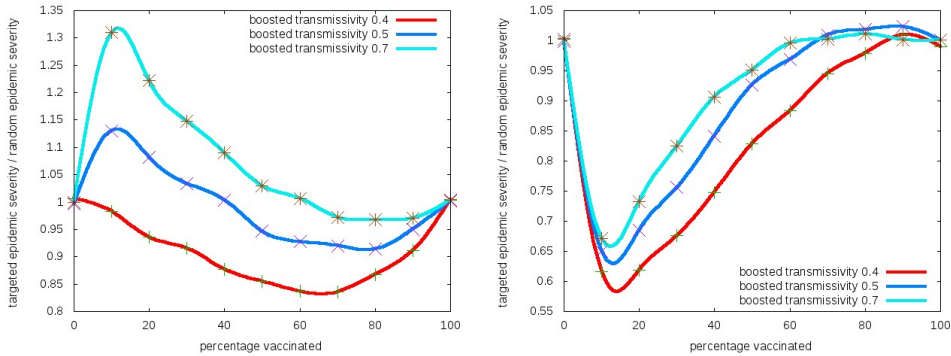 targeted epidemic severity / random epidemic severity
1.35
1.3
1.25
1.2
1.15
1.1
1.05
1
0.95
0.9
0.85
0.8
boosted transmissivity 0.4
boosted transmissivity 0.5
boosted transmissivity 0.7
0 20 40 60 80 100
percentage vaccinated
targeted epidemic severity / random epidemic severity
1.05
1
0.95
0.9
0.85
0.8
0.75
0.7
0.65
0.6
0.55
boosted transmissivity 0.4
boosted transmissivity 0.5
boosted transmissivity 0.7
0 20 40 60 80 100
percentage vaccinated